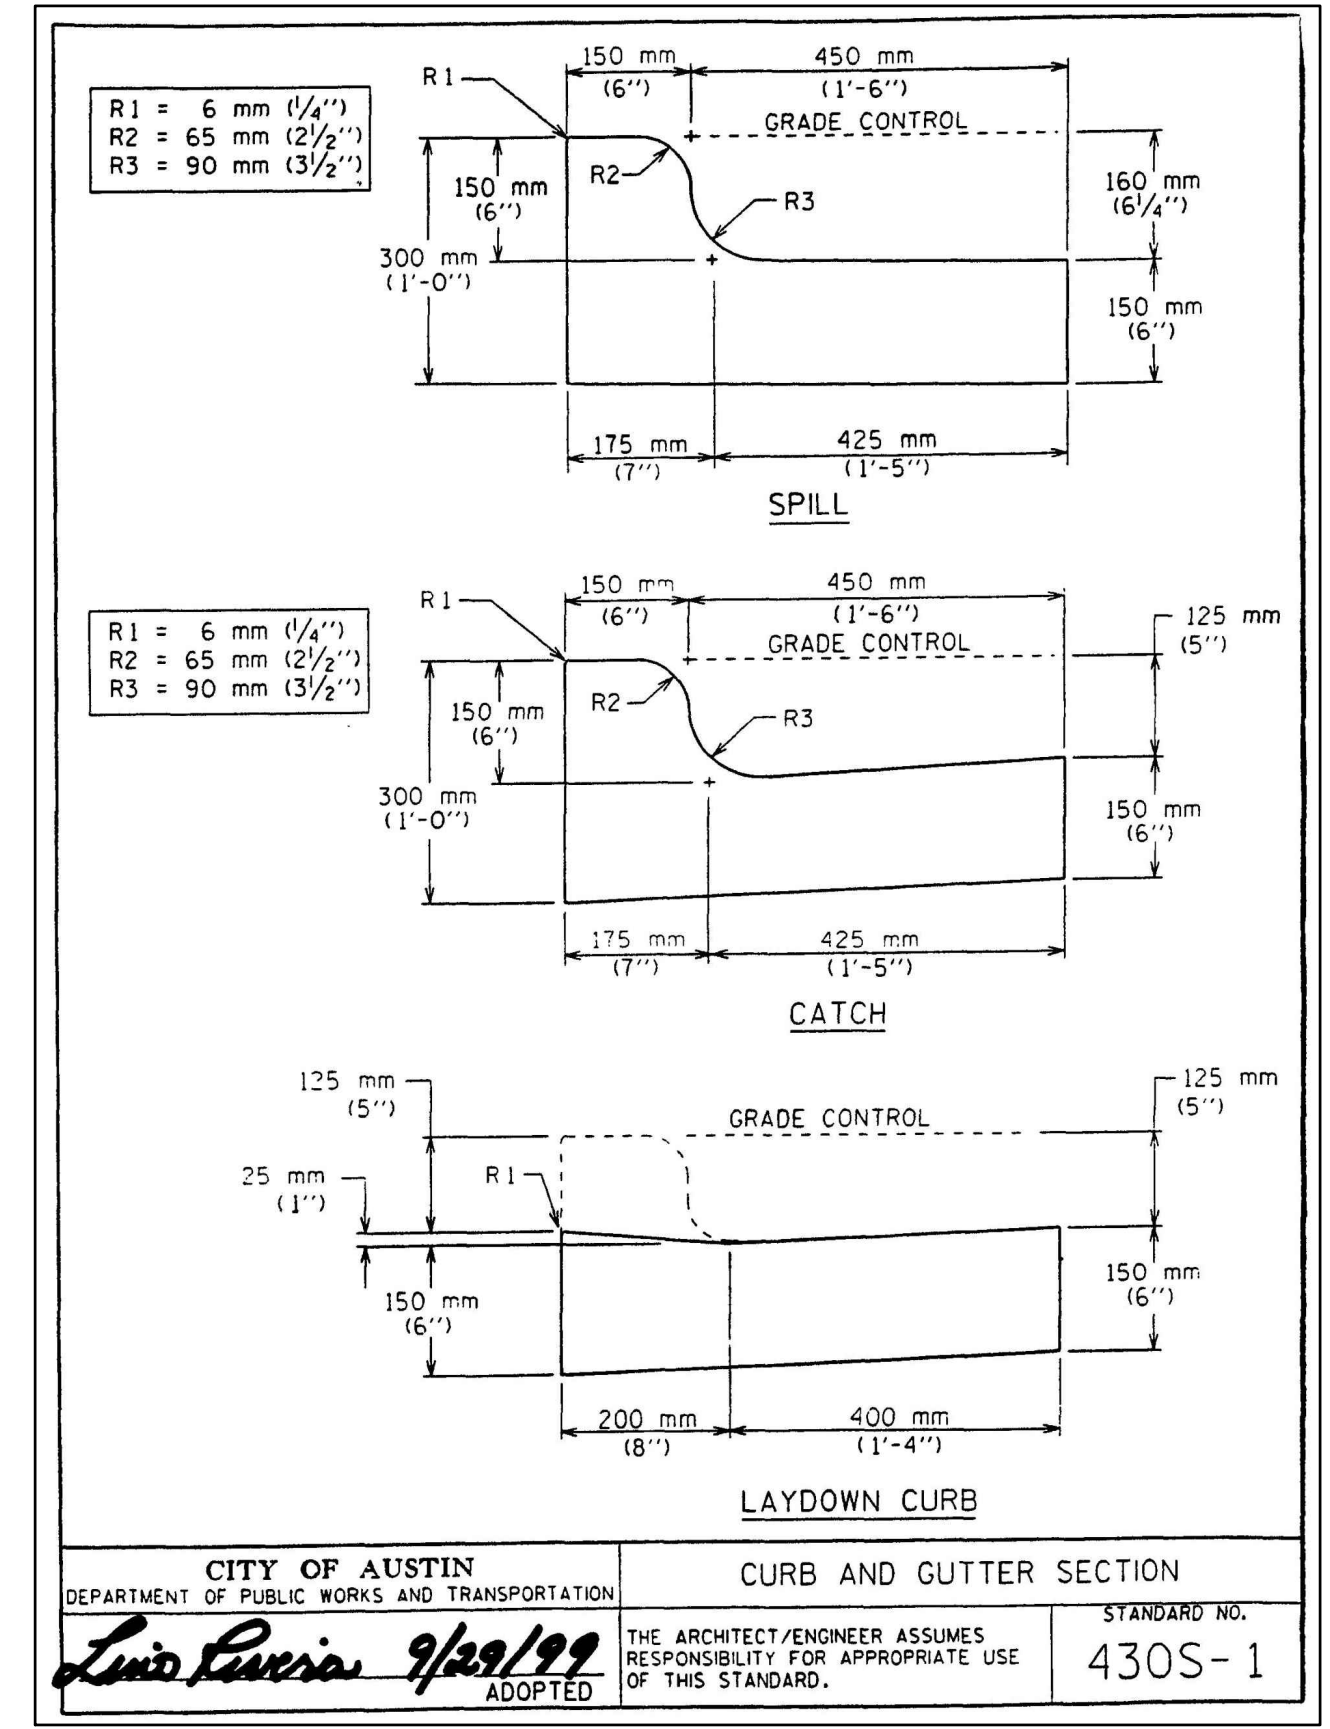 150 mm
(6'')
450 mm
(1'-6'')
R1
R1 = 6 mm (1/4'')
R2 = 65 mm (2 1/2'')
R3 = 90 mm (3 1/2'')
GRADE CONTROL
R2
R3
150 mm
(6'')
160 mm
(6 1/4'')
300 mm
(1'-0'')
150 mm
(6'')
175 mm
(7'')
425 mm
(1'-5'')
SPILL
150 mm
(6'')
450 mm
(1'-6'')
R1
125 mm
(5'')
R1 = 6 mm (1/4'')
R2 = 65 mm (2 1/2'')
R3 = 90 mm (3 1/2'')
GRADE CONTROL
R2
R3
150 mm
(6'')
300 mm
(1'-0'')
150 mm
(6'')
175 mm
(7'')
425 mm
(1'-5'')
CATCH
125 mm
(5'')
125 mm
(5'')
GRADE CONTROL
25 mm
(1'')
R1
150 mm
(6'')
150 mm
(6'')
200 mm
(8'')
400 mm
(1'-4'')
LAYDOWN CURB
CITY OF AUSTIN
DEPARTMENT OF PUBLIC WORKS AND TRANSPORTATION
CURB AND GUTTER SECTION
Lino Rivera 9/29/99
ADOPTED
THE ARCHITECT/ENGINEER ASSUMES
RESPONSIBILITY FOR APPROPRIATE USE
OF THIS STANDARD.
STANDARD NO.
430S-1